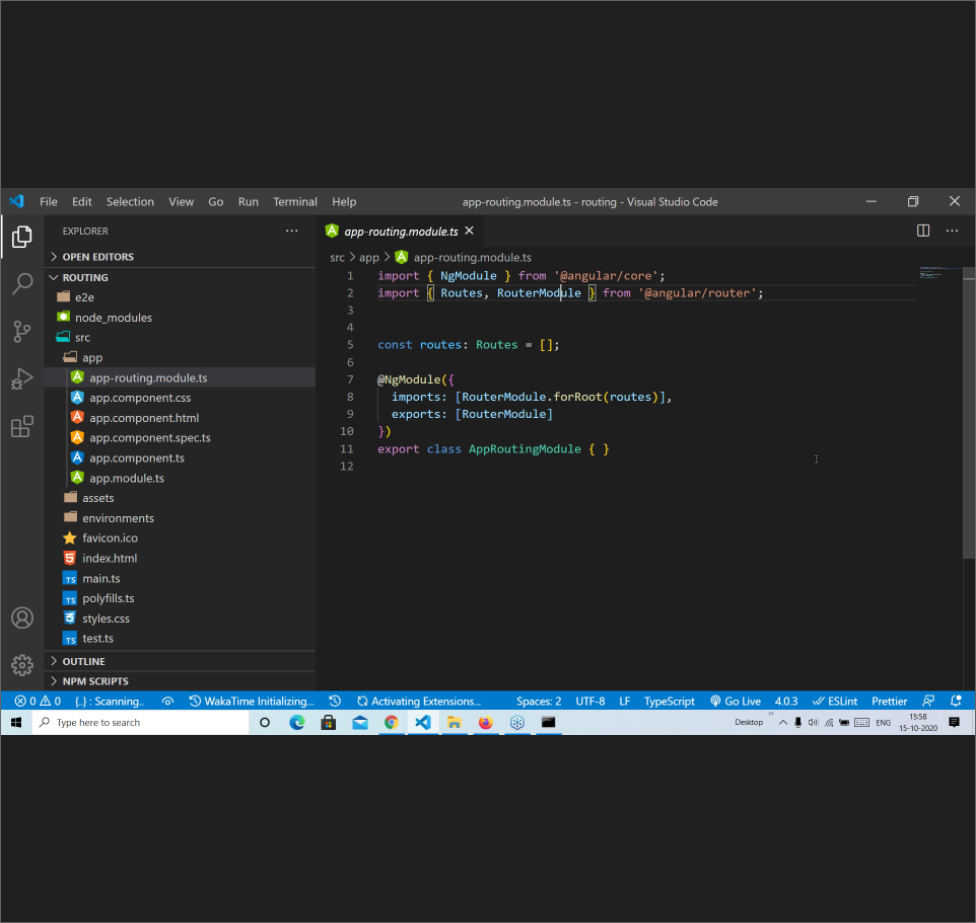 File Edit Selection View Go Run Terminal Help app-routing.module.ts - routing - Visual Studio Code
EXPLORER
OPEN EDITORS
ROUTING
e2e
node_modules
src
app
app-routing.module.ts
app.component.css
app.component.html
app.component.spec.ts
app.component.ts
app.module.ts
assets
environments
favicon.ico
index.html
main.ts
polyfills.ts
styles.css
test.ts
OUTLINE
NPM SCRIPTS
app-routing.module.ts
src > app > app-routing.module.ts
1 import { NgModule } from '@angular/core';
2 import { Routes, RouterModule } from '@angular/router';
3
4
5 const routes: Routes = [];
6
7 @NgModule({
8 imports: [RouterModule.forRoot(routes)],
9 exports: [RouterModule]
10 })
11 export class AppRoutingModule { }
12
0 0 {..} : Scanning.. WakaTime Initializing... Activating Extensions... Spaces: 2 UTF-8 LF TypeScript Go Live 4.0.3 ESLint Prettier
Type here to search Desktop ENG 15:58
15-10-2020